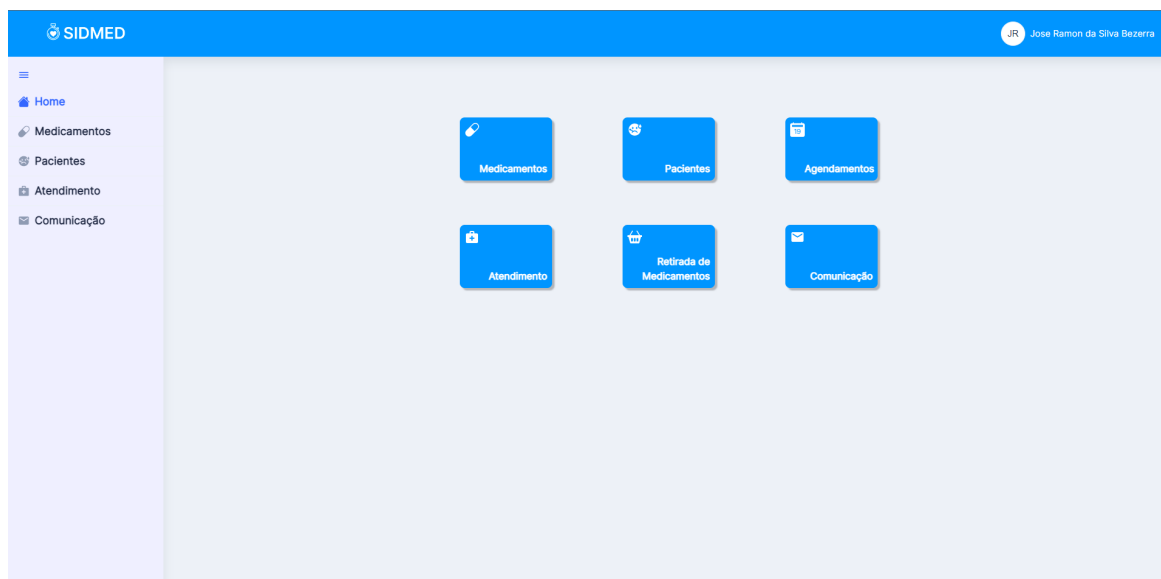 SIDMED
JR Jose Ramon da Silva Bezerra
Home
Medicamentos
Pacientes
Atendimento
Comunicação
Medicamentos
Pacientes
19
Agendamentos
Atendimento
Retirada de
Medicamentos
Comunicação